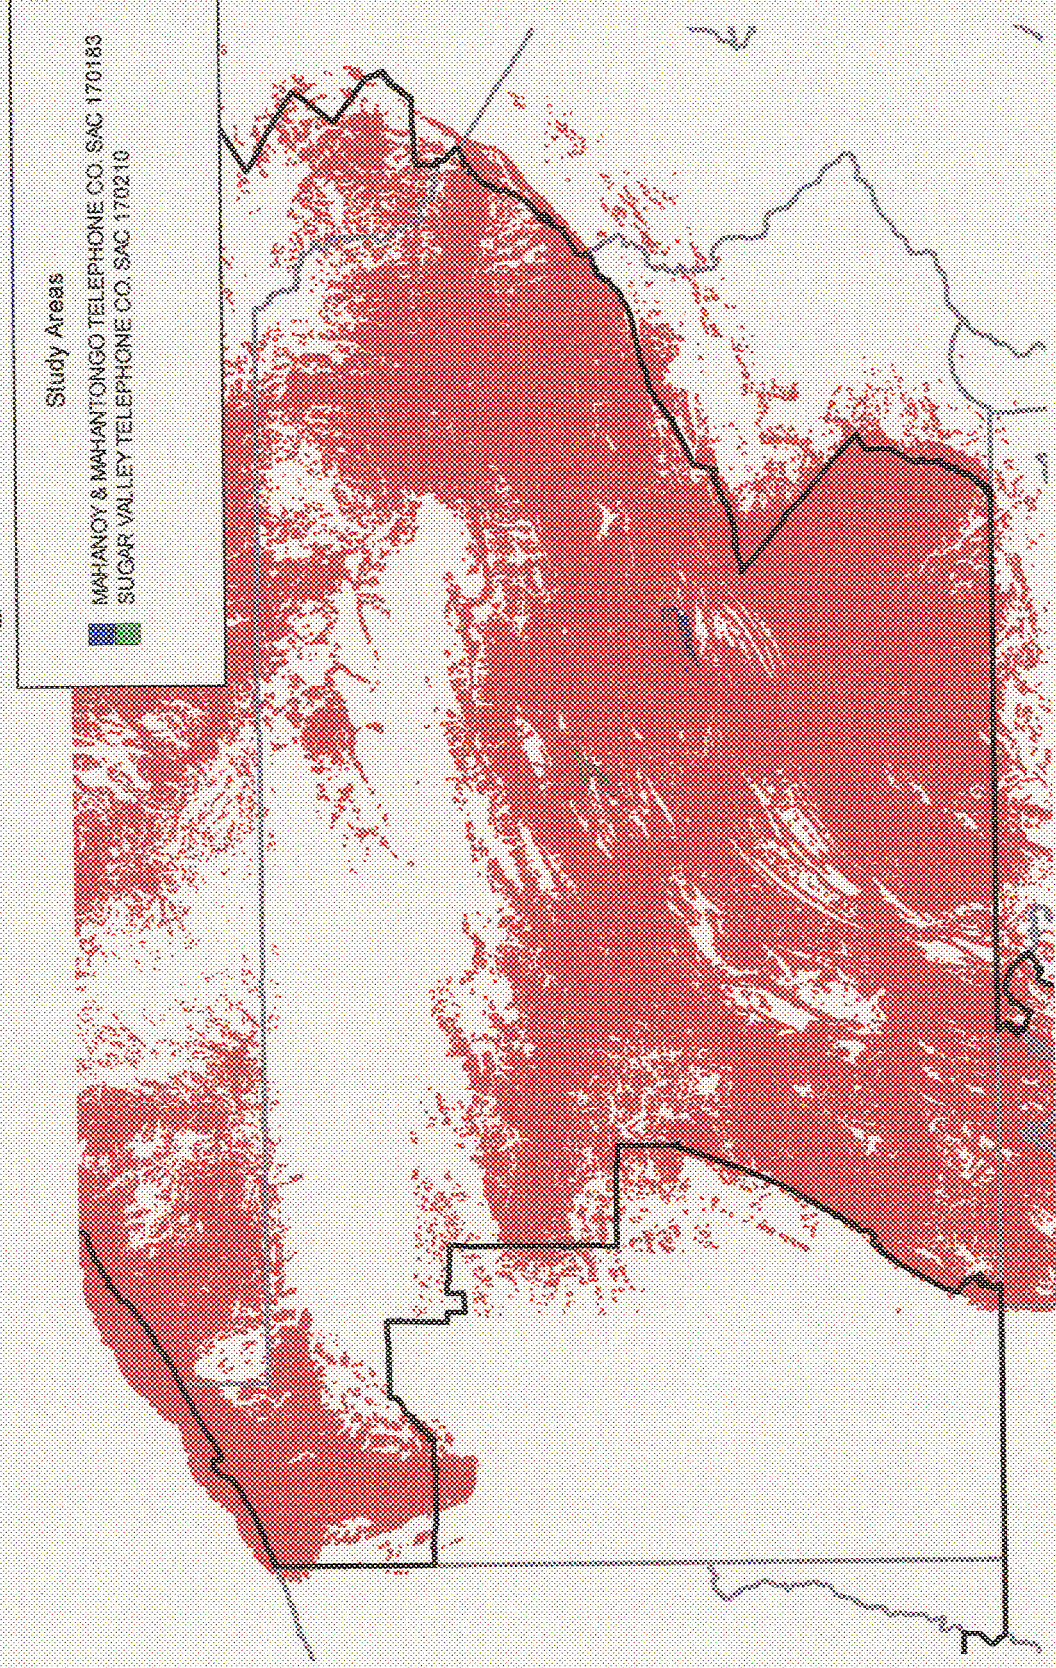 Study Areas
MAHANOY & MAHANTONGO TELEPHONE CO. SAC 170183
SUGAR VALLEY TELEPHONE CO. SAC 170210